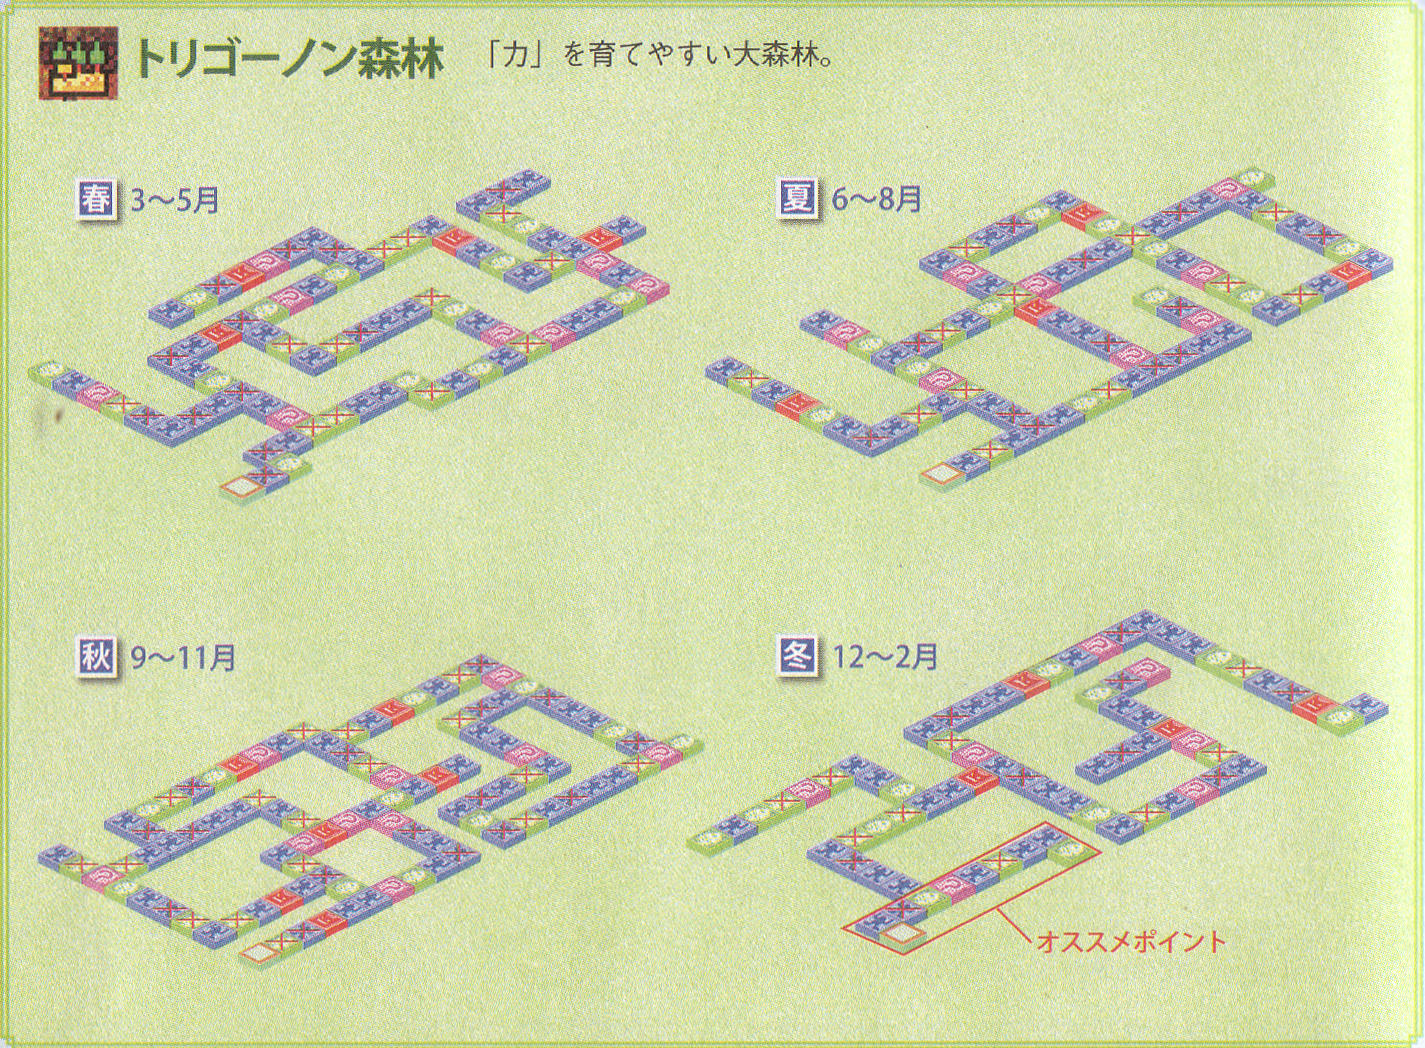 トリゴーノン森林
「力」を育てやすい大森林。
春 3～5月
夏 6～8月
秋 9～11月
冬 12～2月
オススメポイント